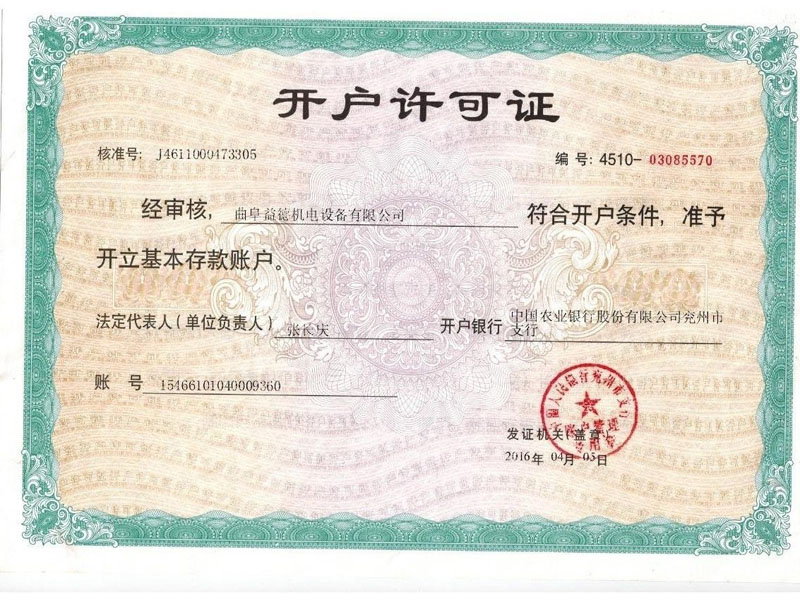 开户许可证
核准号: J4611000473305
编 号: 4510- 03085570
经审核, 曲阜益德机电设备有限公司 符合开户条件, 准予
开立基本存款账户。
法定代表人(单位负责人) 张长庆 开户银行 中国农业银行股份有限公司兖州市
支行
账 号 15466101040009360
发证机关(盖章)
2016年 04月 05日